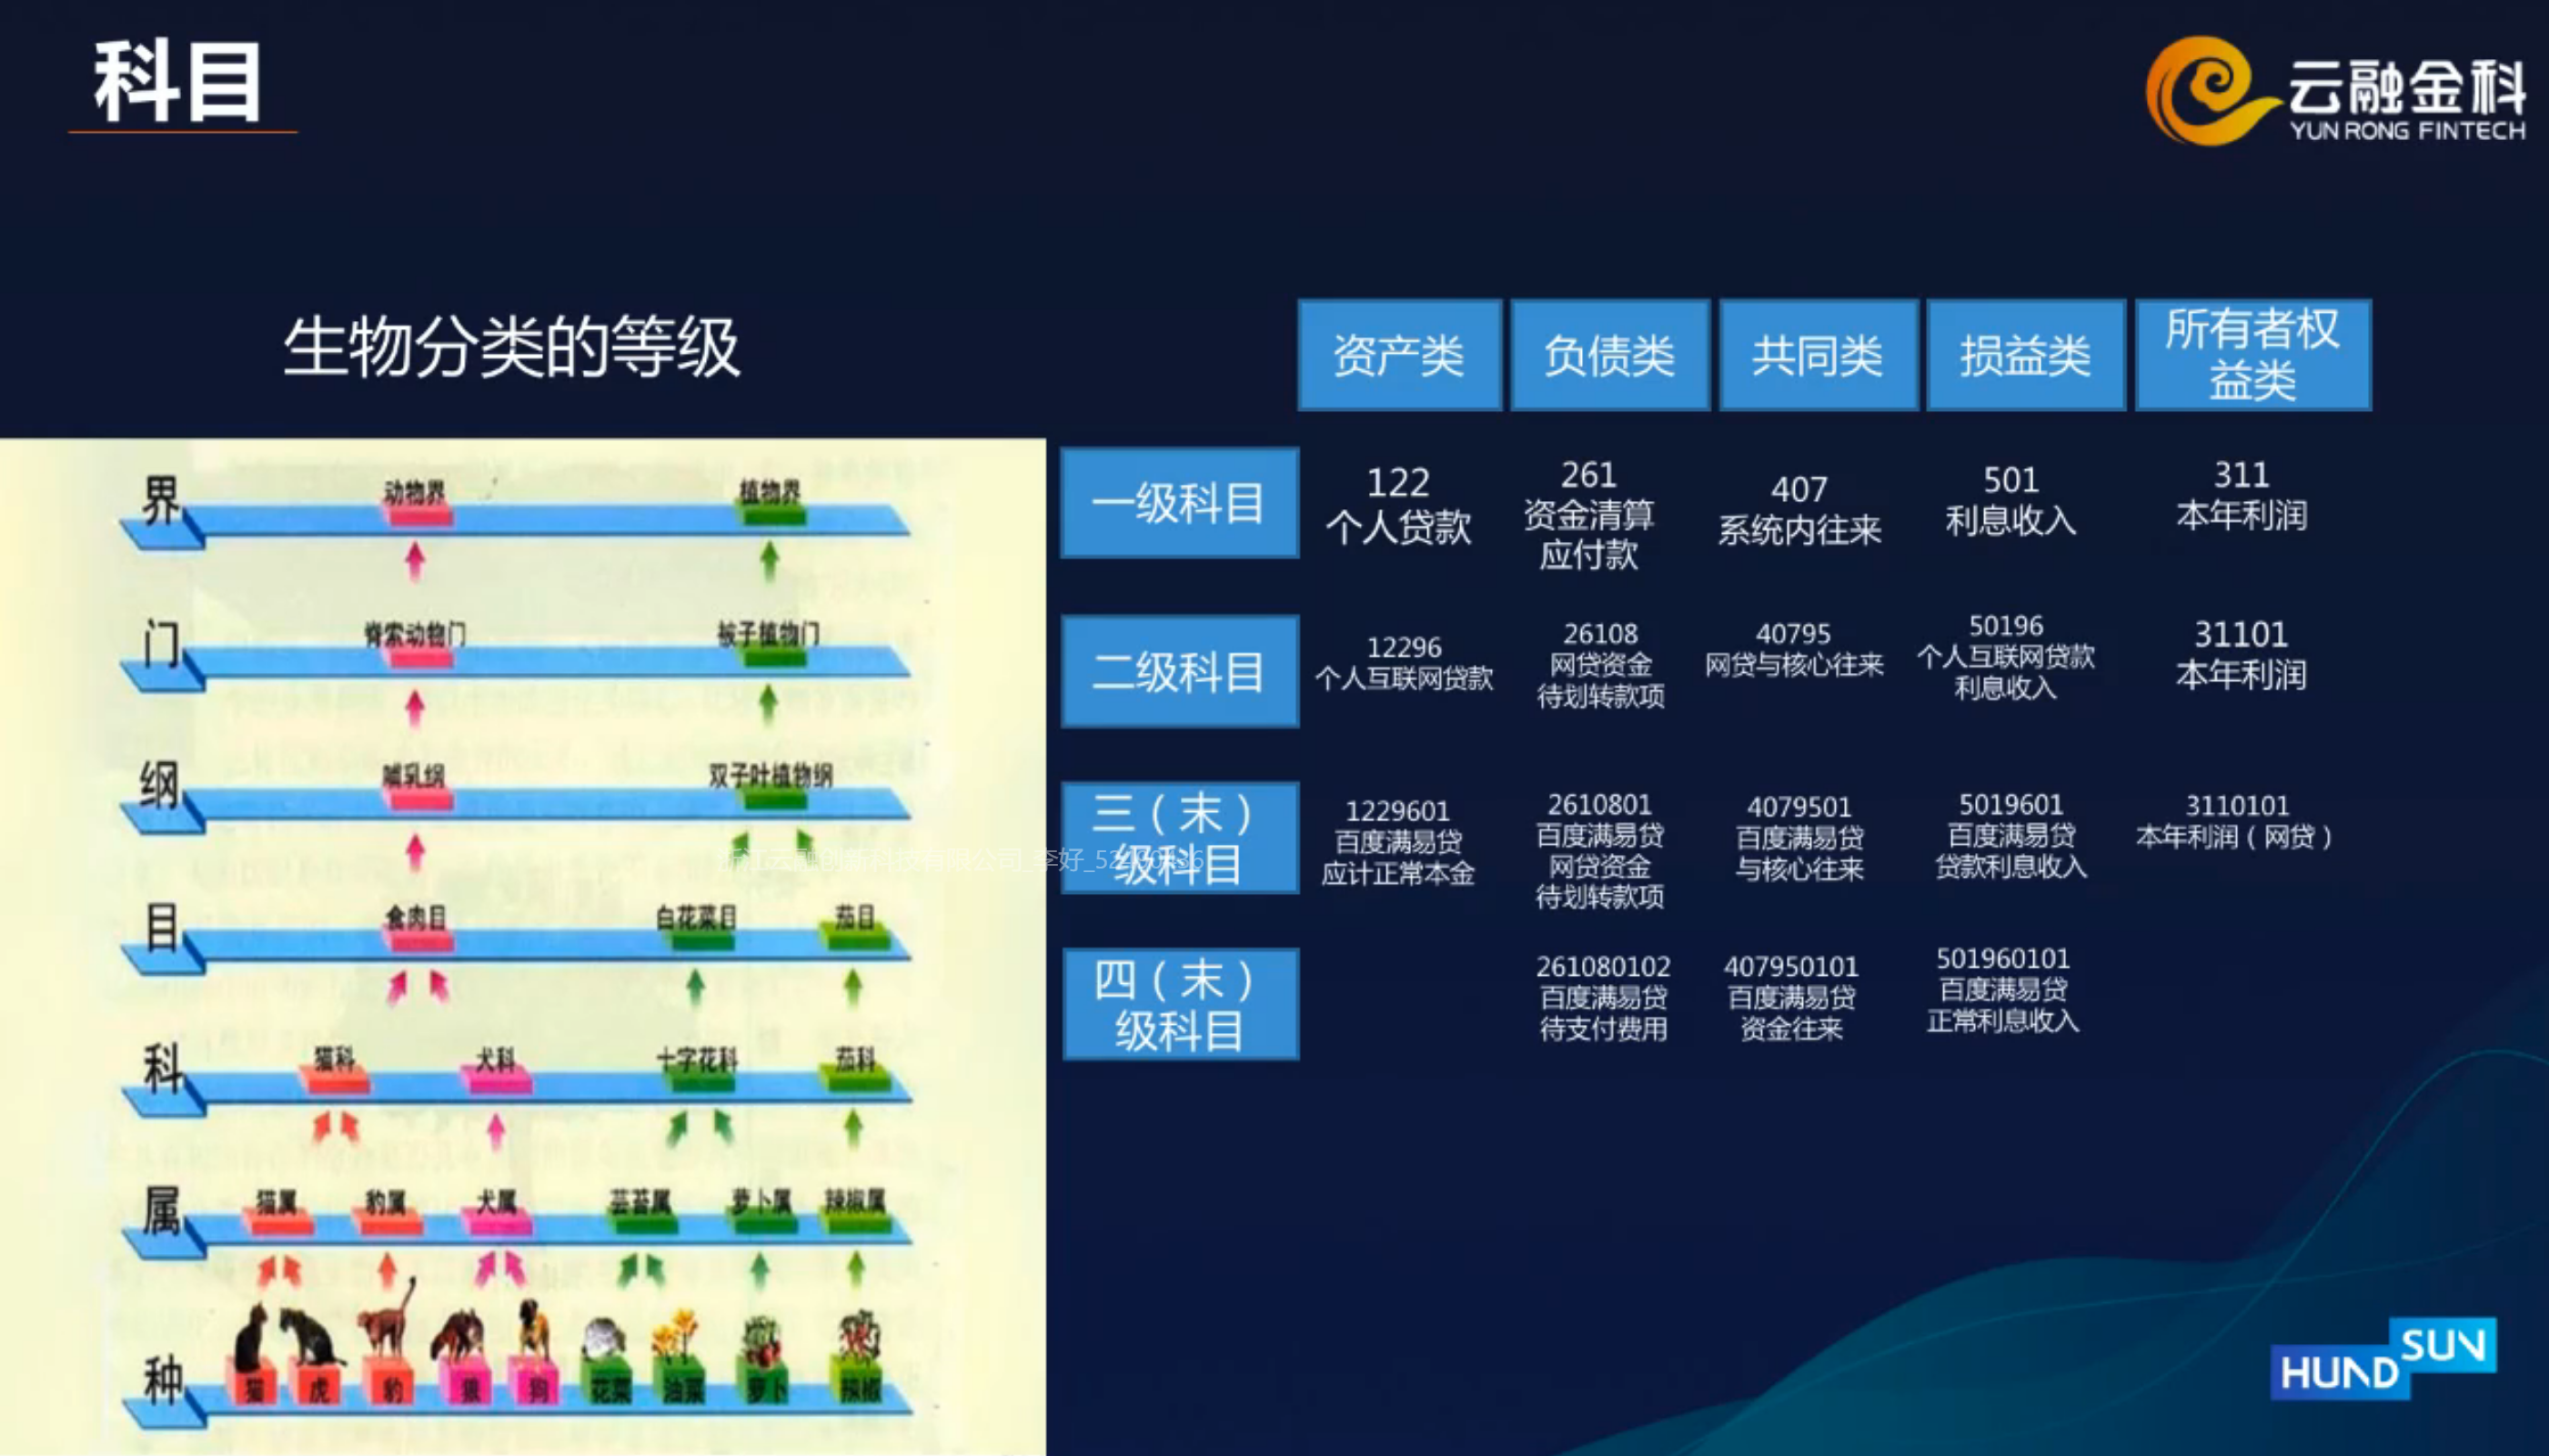 科目
云融金科
YUN RONG FINTECH
生物分类的等级
界
动物界
植物界
门
脊索动物门
被子植物门
纲
哺乳纲
双子叶植物纲
目
食肉目
白花菜目
茄目
科
猫科
犬科
十字花科
茄科
属
猫属
豹属
犬属
芸苔属
萝卜属
辣椒属
种
猫
虎
豹
狼
狗
花菜
油菜
萝卜
辣椒
资产类
负债类
共同类
损益类
所有者权
益类
一级科目
122
个人贷款
261
资金清算
应付款
407
系统内往来
501
利息收入
311
本年利润
二级科目
12296
个人互联网贷款
26108
网贷资金
待划转款项
40795
网贷与核心往来
50196
个人互联网贷款
利息收入
31101
本年利润
三（末）
级科目
1229601
百度满易贷
应计正常本金
2610801
百度满易贷
网贷资金
待划转款项
4079501
百度满易贷
与核心往来
5019601
百度满易贷
贷款利息收入
3110101
本年利润（网贷）
四（末）
级科目
261080102
百度满易贷
待支付费用
407950101
百度满易贷
资金往来
501960101
百度满易贷
正常利息收入
HUNDSUN